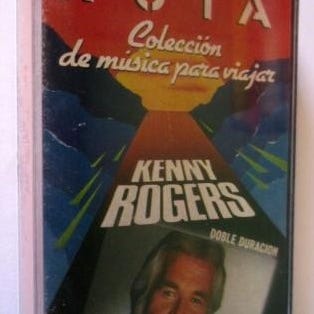 Colección
de música para viajar
KENNY
ROGERS
DOBLE DURACION